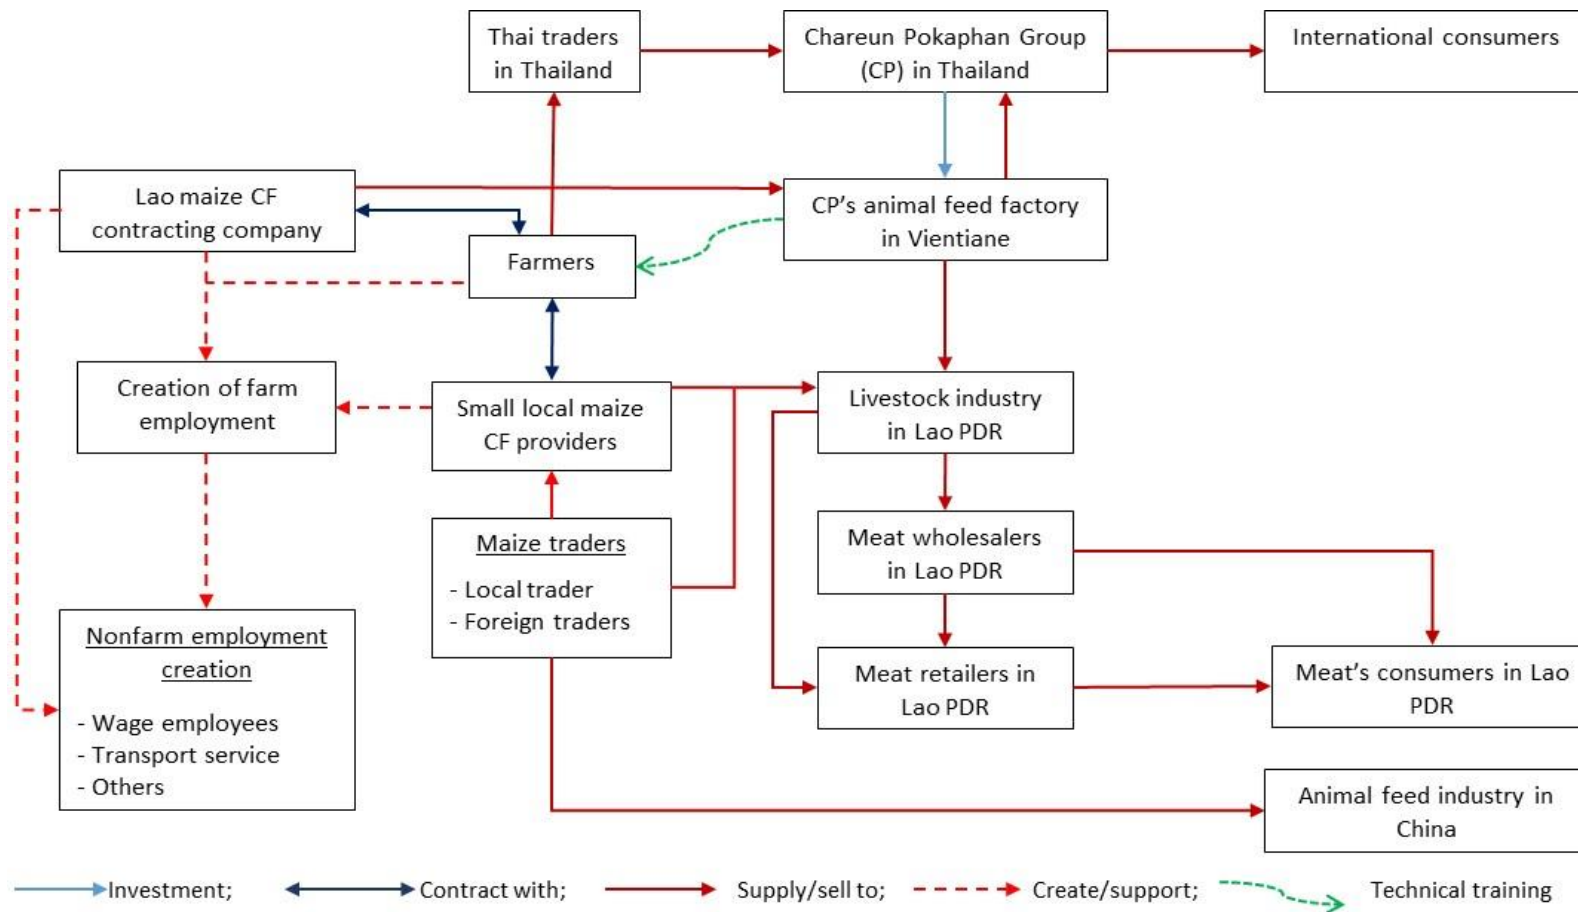 Thai traders
in Thailand
Chareun Pokaphan Group
(CP) in Thailand
International consumers
Lao maize CF
contracting company
Farmers
CP’s animal feed factory
in Vientiane
Creation of farm
employment
Small local maize
CF providers
Livestock industry
in Lao PDR
Maize traders
- Local trader
- Foreign traders
Meat wholesalers
in Lao PDR
Nonfarm employment
creation
- Wage employees
- Transport service
- Others
Meat retailers in
Lao PDR
Meat’s consumers in Lao
PDR
Animal feed industry in
China
Investment; Contract with; Supply/sell to; Create/support; Technical training